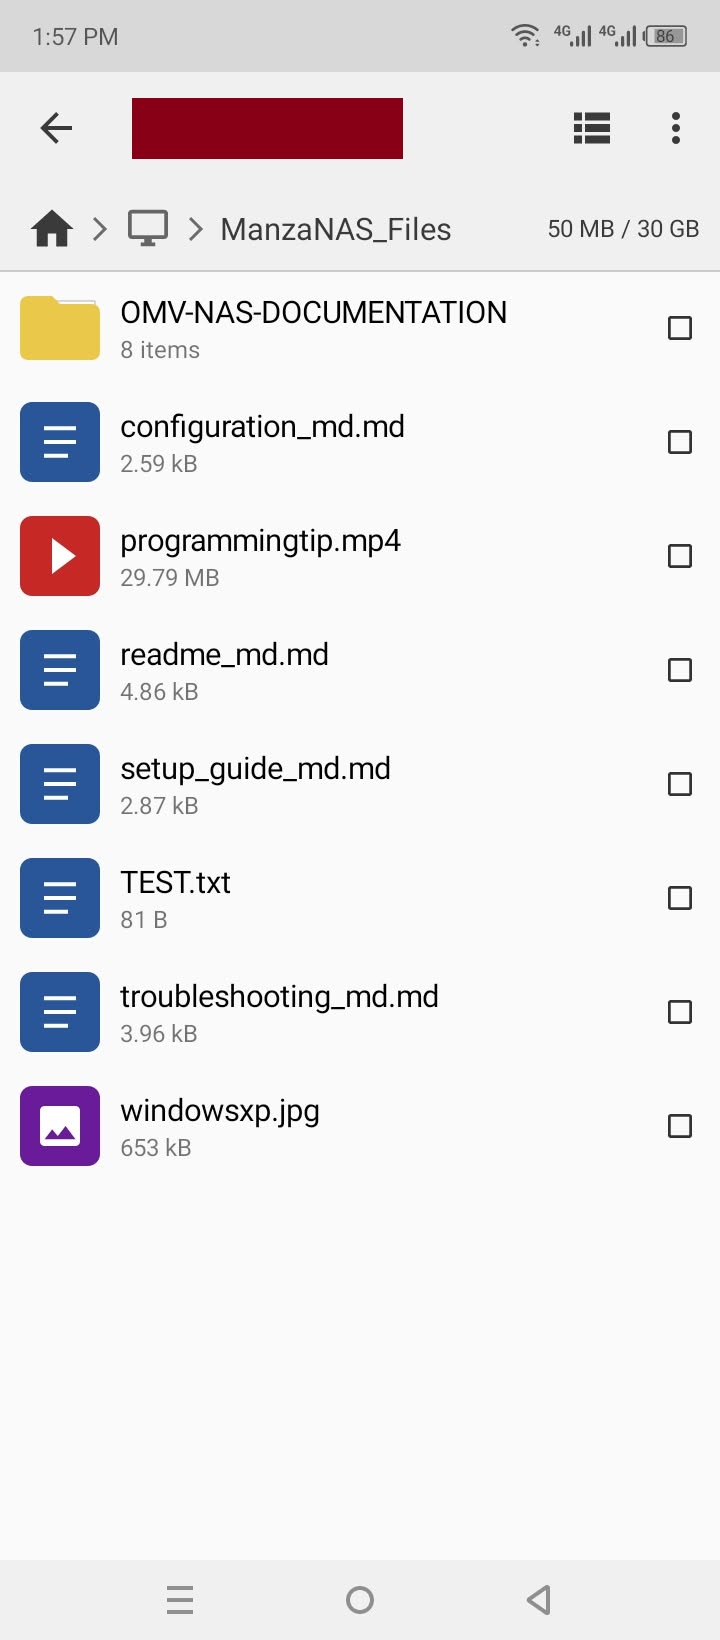 1:57 PM 4G 4G 86
ManzaNAS_Files 50 MB / 30 GB
OMV-NAS-DOCUMENTATION
8 items
configuration_md.md
2.59 kB
programmingtip.mp4
29.79 MB
readme_md.md
4.86 kB
setup_guide_md.md
2.87 kB
TEST.txt
81 B
troubleshooting_md.md
3.96 kB
windowsxp.jpg
653 kB